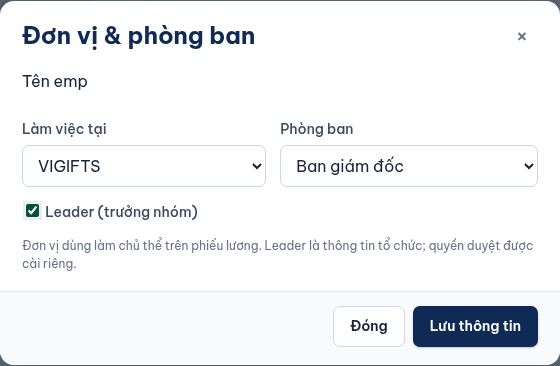 Đơn vị & phòng ban
×
Tên emp
Làm việc tại
Phòng ban
VIGIFTS
Ban giám đốc
Leader (trưởng nhóm)
Đơn vị dùng làm chủ thể trên phiếu lương. Leader là thông tin tổ chức; quyền duyệt được
cài riêng.
Đóng
Lưu thông tin